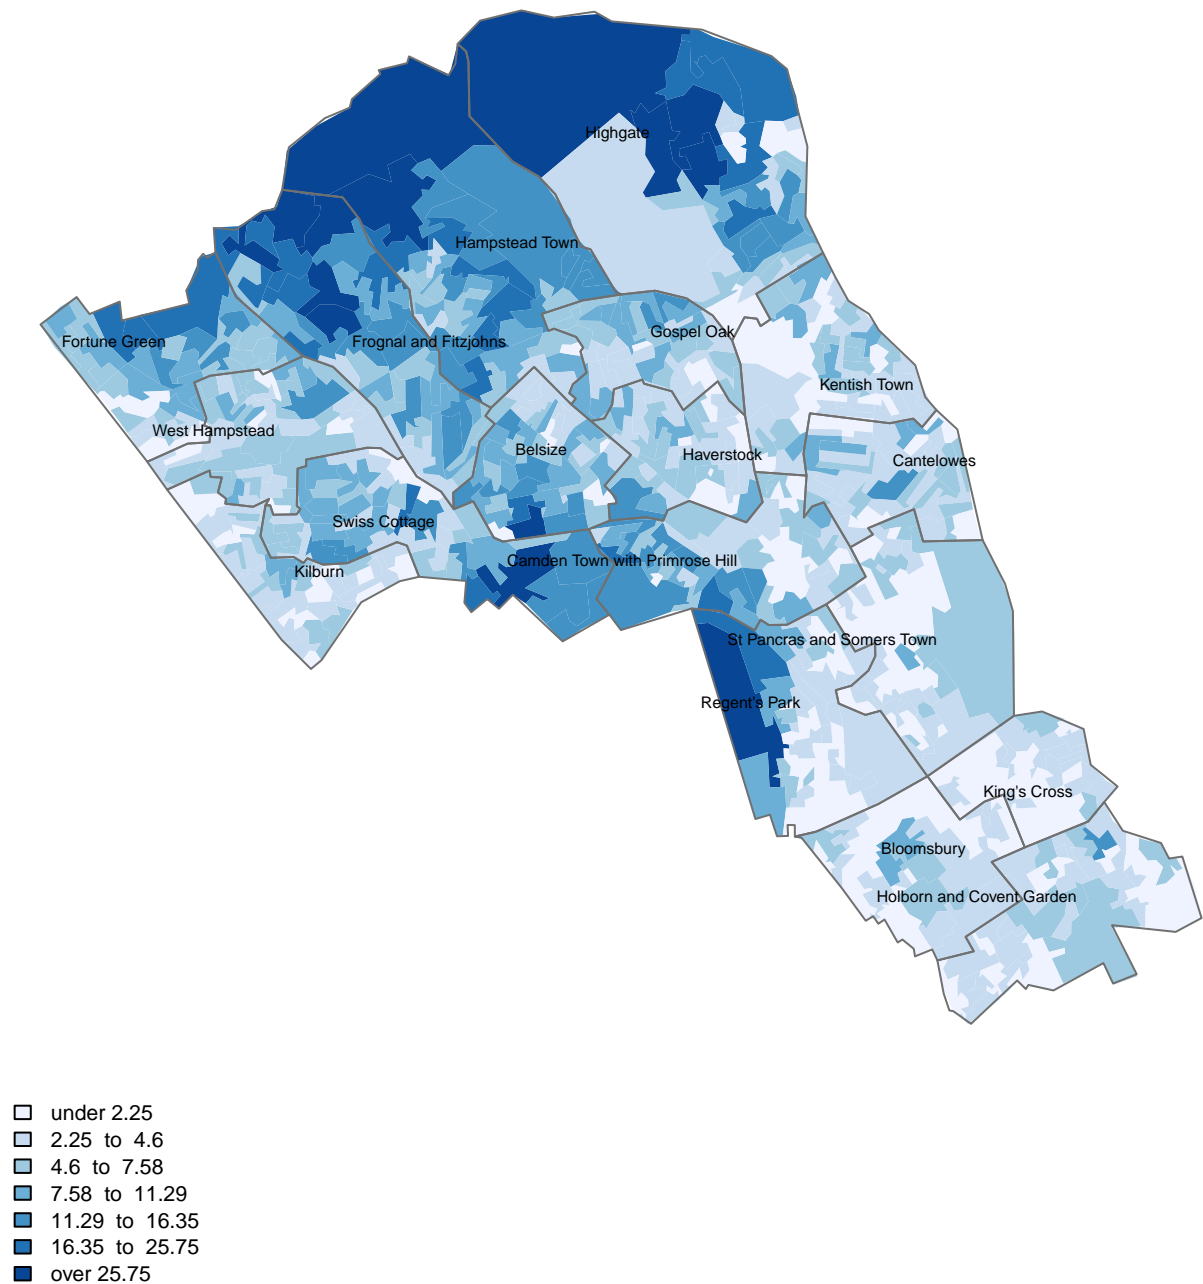 Highgate
Hampstead Town
Gospel Oak
Fortune Green
Frognal and Fitzjohns
Kentish Town
West Hampstead
Belsize
Haverstock
Cantelowes
Swiss Cottage
Camden Town with Primrose Hill
Kilburn
St Pancras and Somers Town
Regent's Park
King's Cross
Bloomsbury
Holborn and Covent Garden
under 2.25
2.25 to 4.6
4.6 to 7.58
7.58 to 11.29
11.29 to 16.35
16.35 to 25.75
over 25.75